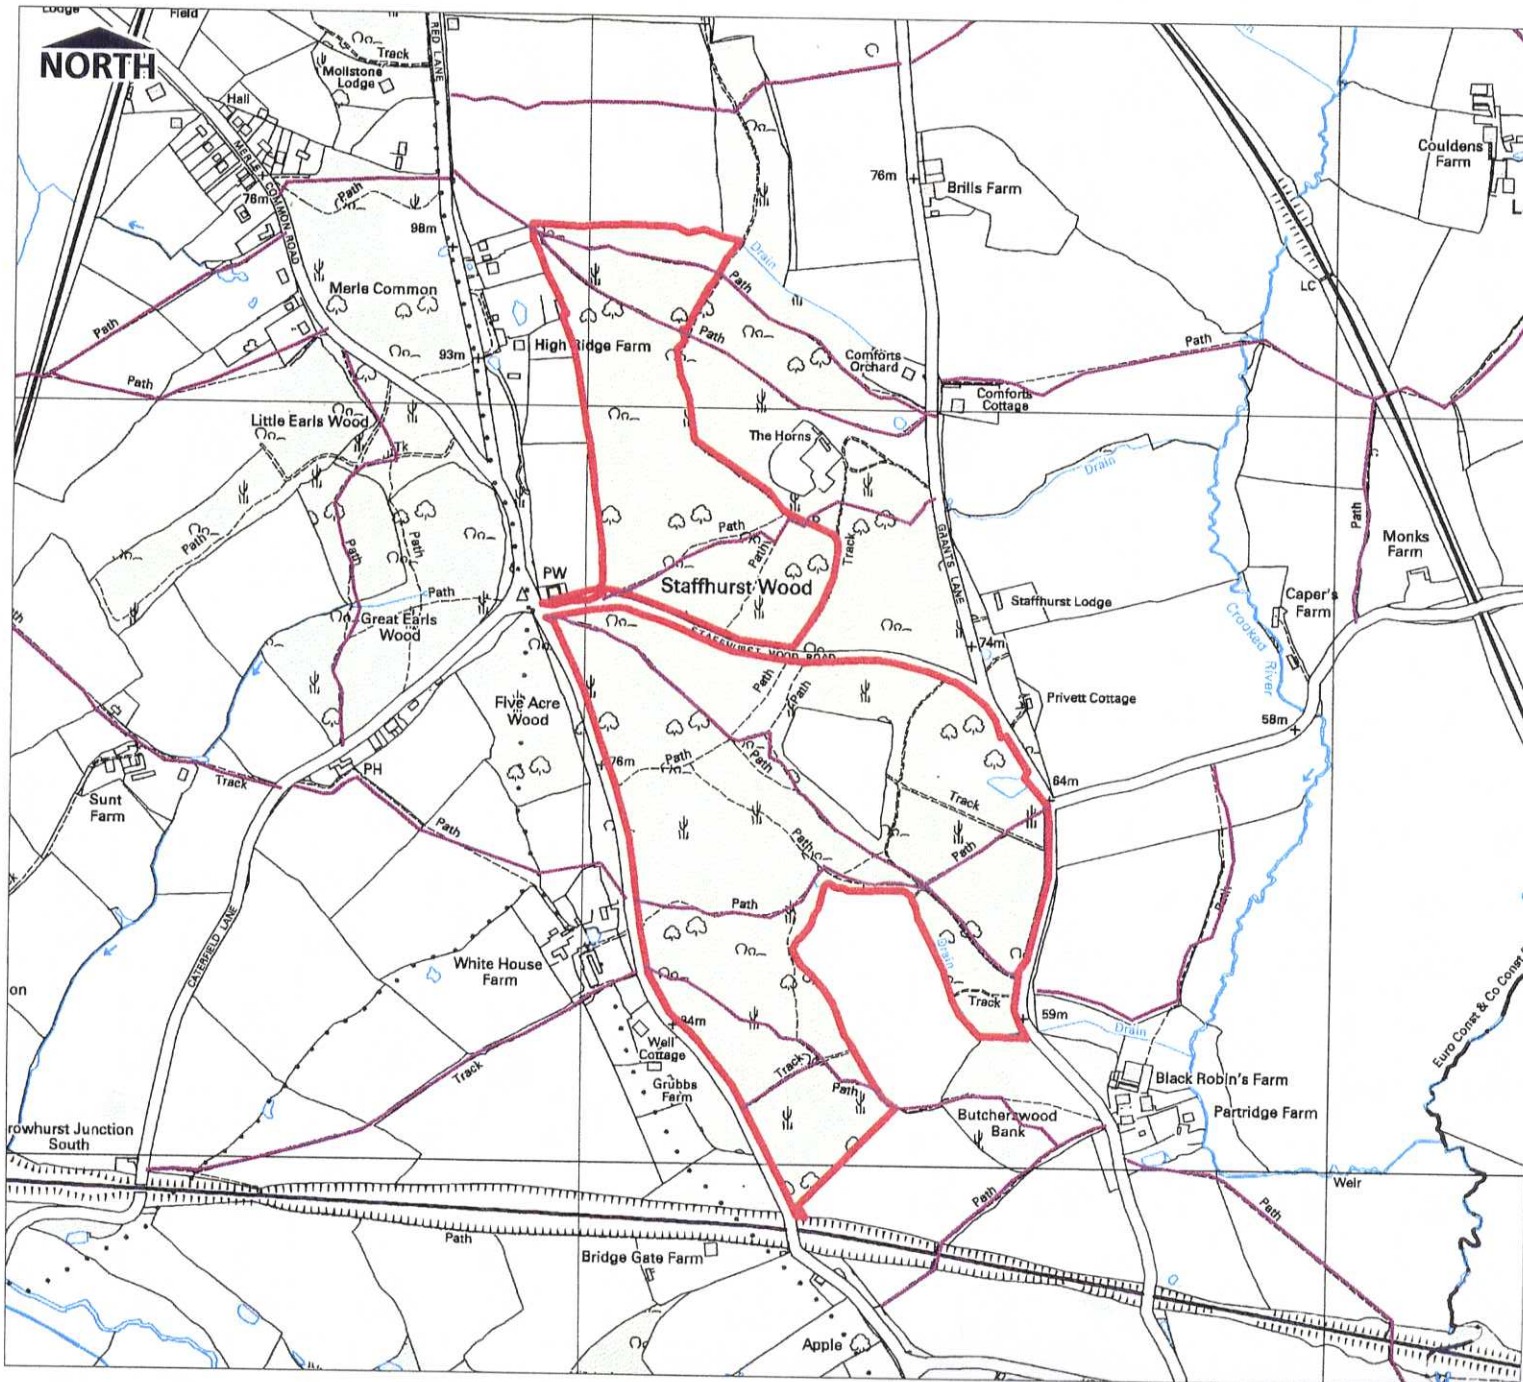 Lodge
Field
NORTH
Track
RED LANE
Mollstone
Lodge
Hall
MERLE COMMON ROAD
76m
Path
98m
Merle Common
Path
93m
High Ridge Farm
Path
Little Earls Wood
Tk
Path
Path
Path
Path
Great Earls
Wood
PW
Five Acre
Wood
76m
PH
Sunt
Farm
Track
Path
CATERFIELD LANE
White House
Farm
84m
Well
Cottage
Grubbs
Farm
Track
rowhurst Junction
South
Path
Bridge Gate Farm
Apple
76m
Brills Farm
Drain
Path
Path
Comforts
Orchard
Comforts
Cottage
Path
The Horns
Drain
Path
Path
Track
Staffhurst Wood
GRANTS LANE
STAFFHURST WOOD ROAD
Staffhurst Lodge
74m
Privett Cottage
Path
Path
Path
Path
Path
Track
Path
64m
Path
Drain
Track
59m
Drain
Track
Path
Butcherswood
Bank
Black Robin's Farm
Partridge Farm
Path
Path
Weir
Path
Couldens
Farm
L
LC
Path
Monks
Farm
Caper's
Farm
Crooked River
58m
Euro Const & Co Const
on